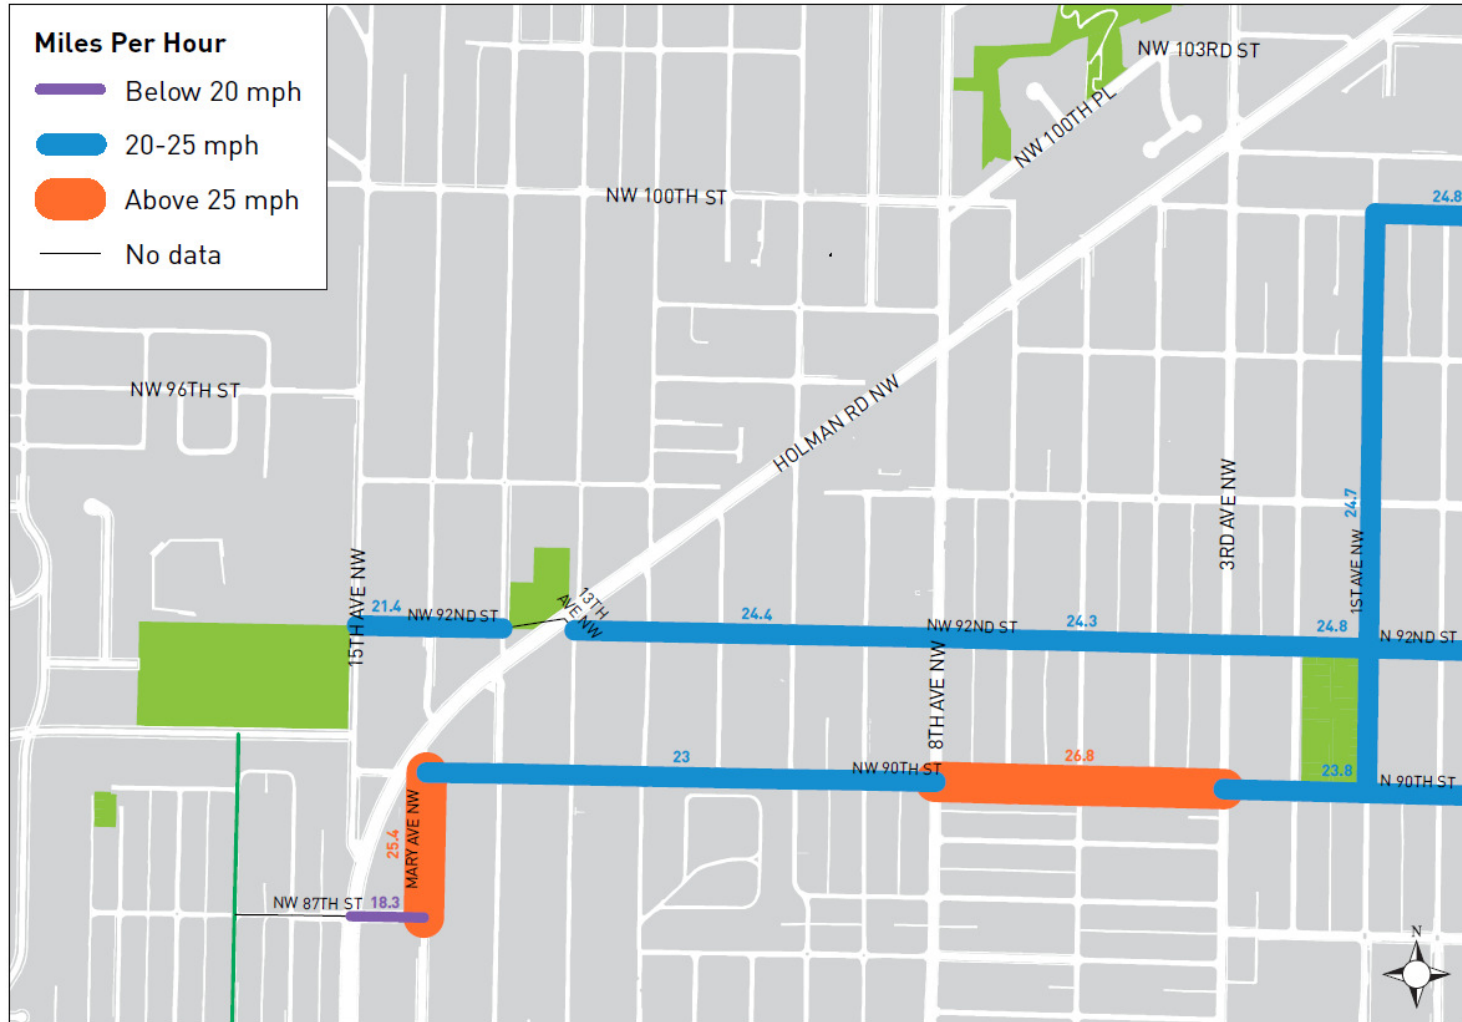 Miles Per Hour
Below 20 mph
20-25 mph
Above 25 mph
No data
NW 103RD ST
NW 100TH PL
NW 100TH ST
24.8
NW 96TH ST
HOLMAN RD NW
3RD AVE NW
24.7
1ST AVE NW
15TH AVE NW
21.4
NW 92ND ST
13TH
AVE NW
24.4
NW 92ND ST
24.3
24.8
N 92ND ST
8TH AVE NW
23
NW 90TH ST
26.8
23.8
N 90TH ST
25.4
MARY AVE NW
NW 87TH ST
18.3
N